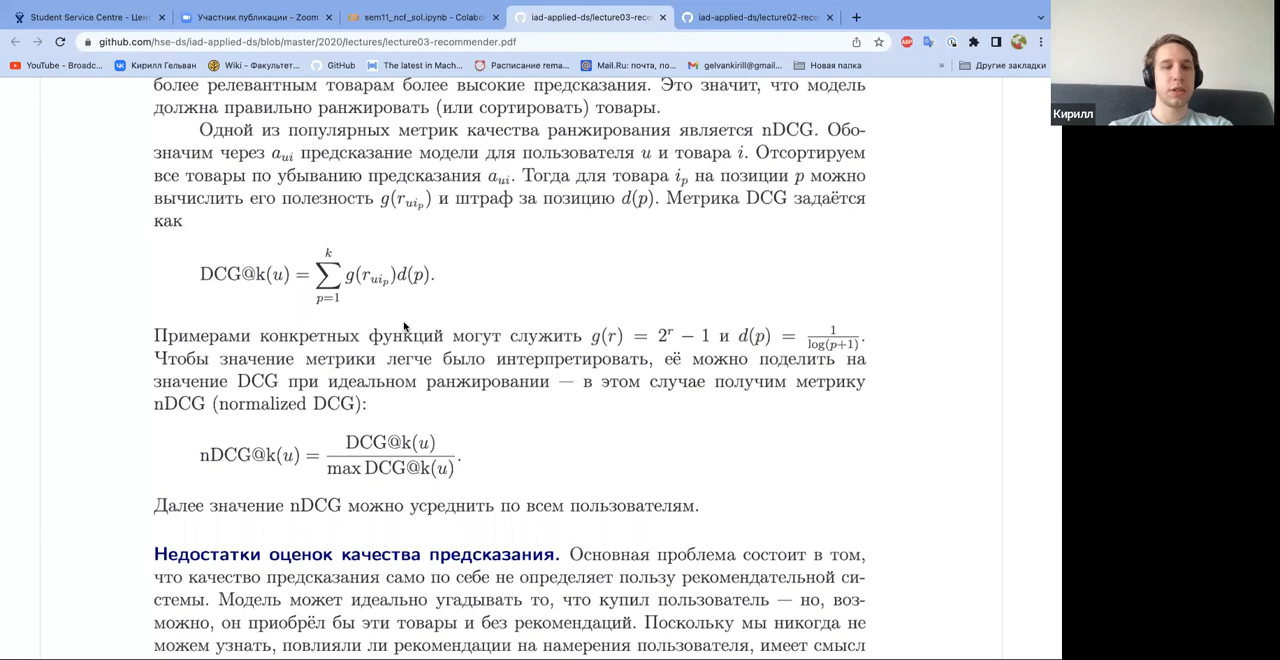 Student Service Centre - Цен
Участник публикации - Zoom
sem11_ncf_sol.ipynb - Colabo
iad-applied-ds/lecture03-reco
iad-applied-ds/lecture02-rec
github.com/hse-ds/iad-applied-ds/blob/master/2020/lectures/lecture03-recommender.pdf
YouTube - Broadc...
Кирилл Гельван
Wiki - Факультет...
GitHub
The latest in Mach...
Расписание rema...
Mail.Ru: почта, по...
gelvankirill@gmail....
Новая папка
»
Другие закладки
Кирилл
более релевантным товарам более высокие предсказания. Это значит, что модель
должна правильно ранжировать (или сортировать) товары.
Одной из популярных метрик качества ранжирования является nDCG. Обо-
значим через a_{ui} предсказание модели для пользователя u и товара i. Отсортируем
все товары по убыванию предсказания a_{ui}. Тогда для товара i_p на позиции p можно
вычислить его полезность g(r_{ui_p}) и штраф за позицию d(p). Метрика DCG задаётся
как
DCG@k(u) = \sum_{p=1}^{k} g(r_{ui_p})d(p).
Примерами конкретных функций могут служить g(r) = 2^r − 1 и d(p) = \frac{1}{\log(p+1)}.
Чтобы значение метрики легче было интерпретировать, её можно поделить на
значение DCG при идеальном ранжировании — в этом случае получим метрику
nDCG (normalized DCG):
nDCG@k(u) = \frac{DCG@k(u)}{max DCG@k(u)}.
Далее значение nDCG можно усреднить по всем пользователям.
Недостатки оценок качества предсказания. Основная проблема состоит в том,
что качество предсказания само по себе не определяет пользу рекомендательной си-
стемы. Модель может идеально угадывать то, что купил пользователь — но, воз-
можно, он приобрёл бы эти товары и без рекомендаций. Поскольку мы никогда не
можем узнать, повлияли ли рекомендации на намерения пользователя, имеет смысл